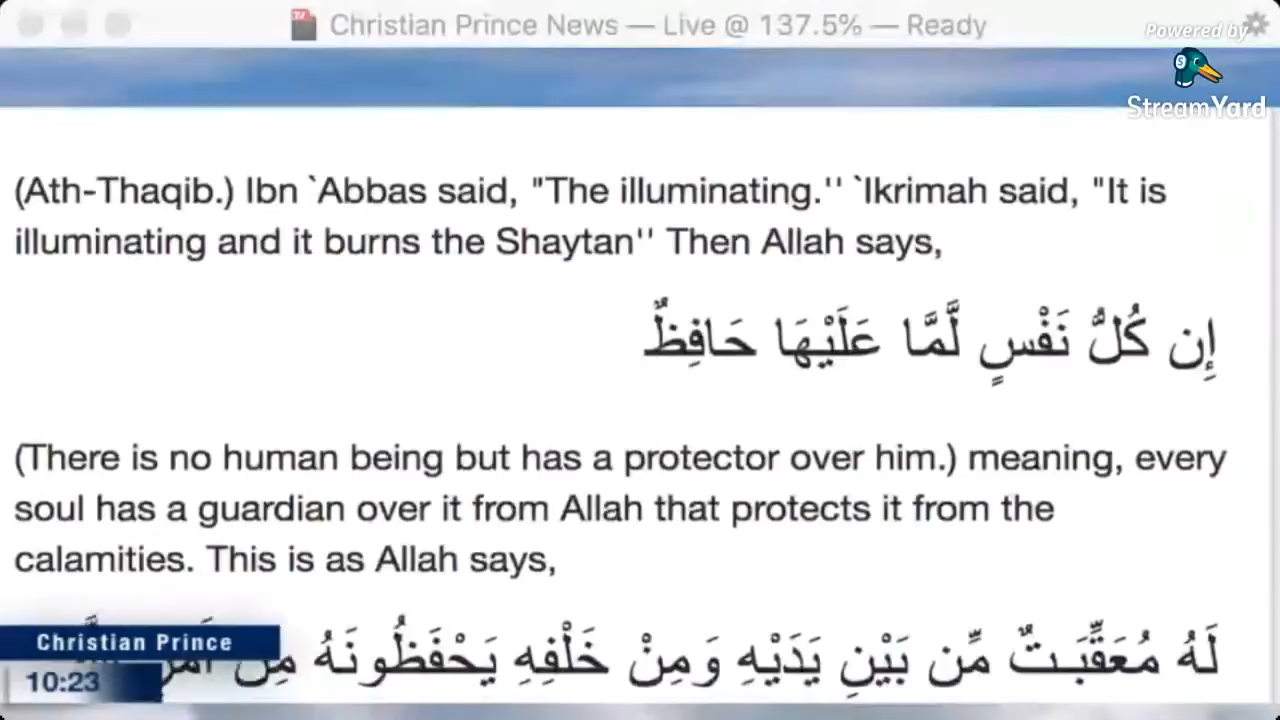 Christian Prince News — Live @ 137.5% — Ready
Powered by
StreamYard
(Ath-Thaqib.) Ibn `Abbas said, "The illuminating.'' `Ikrimah said, "It is
illuminating and it burns the Shaytan'' Then Allah says,
إِن كُلُّ نَفْسٍ لَّمَّا عَلَيْهَا حَافِظٌ
(There is no human being but has a protector over him.) meaning, every
soul has a guardian over it from Allah that protects it from the
calamities. This is as Allah says,
لَهُ مُعَقِّبَـتٌ مِّن بَيْنِ يَدَيْهِ وَمِنْ خَلْفِهِ يَحْفَظُونَهُ مِنْ
Christian Prince
10:23